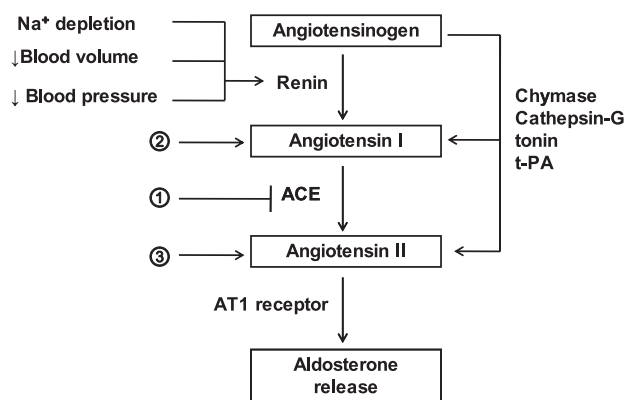 Na+ depletion
↓Blood volume
↓ Blood pressure
Angiotensinogen
Renin
Chymase
Cathepsin-G
tonin
t-PA
② Angiotensin I
① ACE
③ Angiotensin II
AT1 receptor
Aldosterone
release